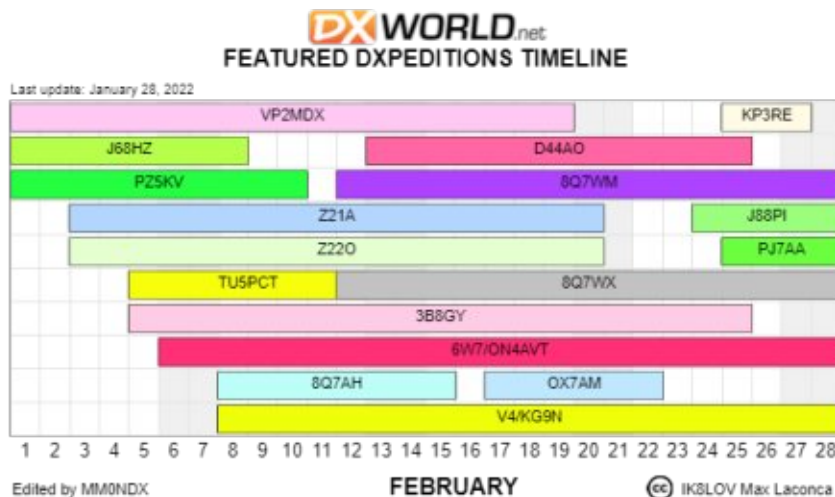 DXWORLD.net
FEATURED DXPEDITIONS TIMELINE
Last update: January 28, 2022
VP2MDX KP3RE
J68HZ D44AO
PZ5KV 8Q7WM
Z21A J88PI
Z22O PJ7AA
TU5PCT 8Q7WX
3B8GY
6W7/ON4AVT
8Q7AH OX7AM
V4/KG9N
1 2 3 4 5 6 7 8 9 10 11 12 13 14 15 16 17 18 19 20 21 22 23 24 25 26 27 28
Edited by MM0NDX FEBRUARY cc IK8LOV Max Laconca